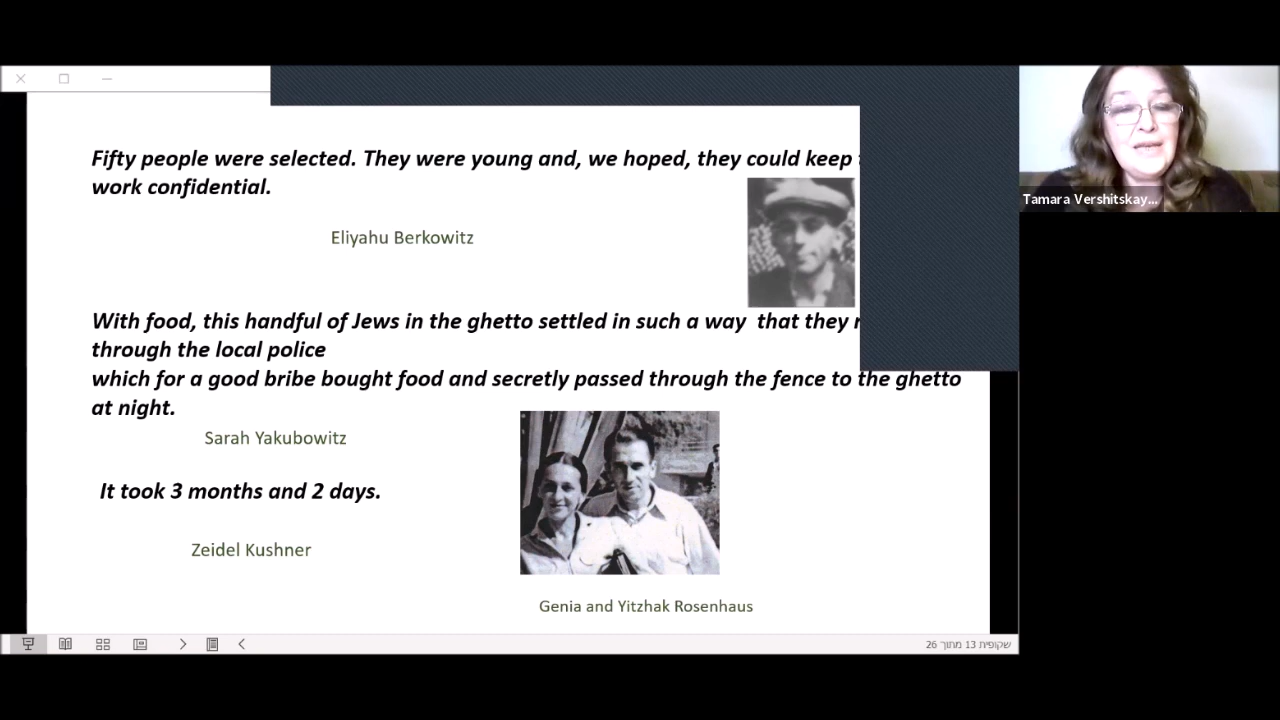 Fifty people were selected. They were young and, we hoped, they could keep
work confidential.
Eliyahu Berkowitz
With food, this handful of Jews in the ghetto settled in such a way that they
through the local police
which for a good bribe bought food and secretly passed through the fence to the ghetto
at night.
Sarah Yakubowitz
It took 3 months and 2 days.
Zeidel Kushner
Genia and Yitzhak Rosenhaus
Tamara Vershitskay...
שקופית 13 מתוך 26